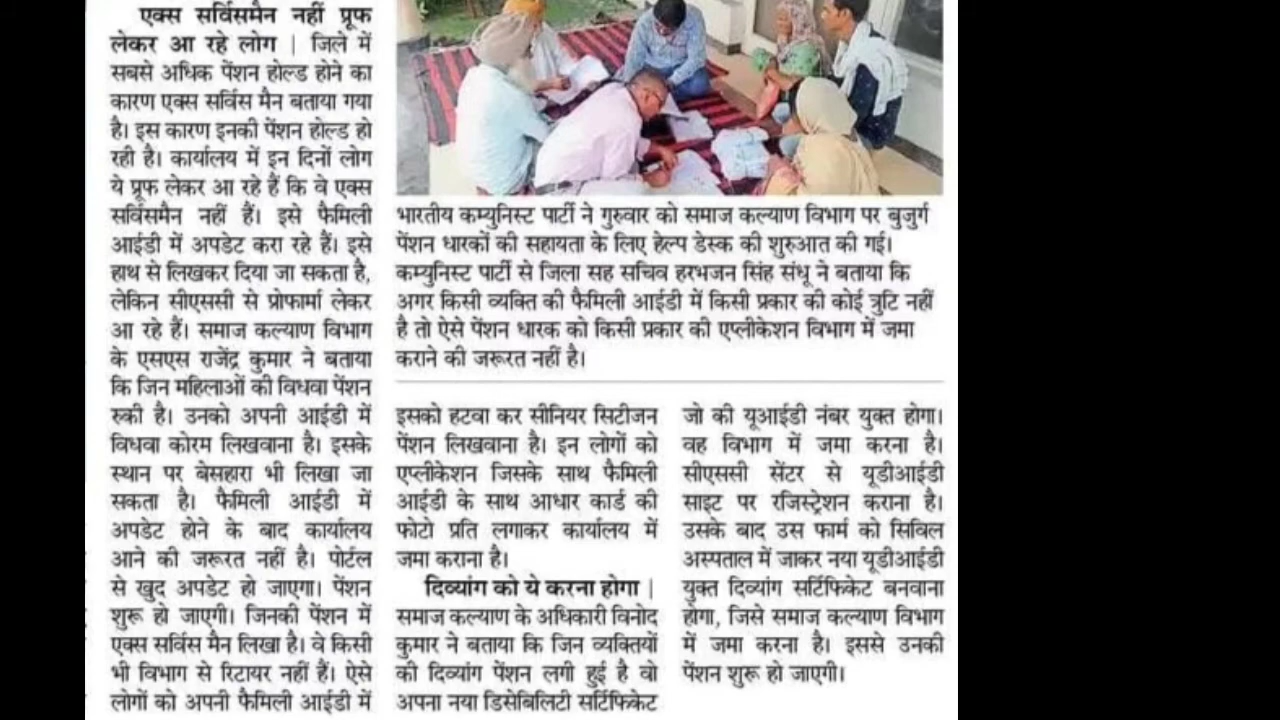 एक्स सर्विसमैन नहीं प्रूफ
लेकर आ रहे लोग | जिले में
सबसे अधिक पेंशन होल्ड होने का
कारण एक्स सर्विस मैन बताया गया
है। इस कारण इनकी पेंशन होल्ड हो
रही है। कार्यालय में इन दिनों लोग
ये प्रूफ लेकर आ रहे हैं कि वे एक्स
सर्विसमैन नहीं हैं। इसे फैमिली
आईडी में अपडेट करा रहे हैं। इसे
हाथ से लिखकर दिया जा सकता है,
लेकिन सीएससी से प्रोफार्मा लेकर
आ रहे हैं। समाज कल्याण विभाग
के एसएस राजेंद्र कुमार ने बताया
कि जिन महिलाओं की विधवा पेंशन
रुकी है। उनको अपनी आईडी में
विधवा कोरम लिखवाना है। इसके
स्थान पर बेसहारा भी लिखा जा
सकता है। फैमिली आईडी में
अपडेट होने के बाद कार्यालय
आने की जरूरत नहीं है। पोर्टल
से खुद अपडेट हो जाएगा। पेंशन
शुरू हो जाएगी। जिनकी पेंशन में
एक्स सर्विस मैन लिखा है। वे किसी
भी विभाग से रिटायर नहीं हैं। ऐसे
लोगों को अपनी फैमिली आईडी में
भारतीय कम्युनिस्ट पार्टी ने गुरुवार को समाज कल्याण विभाग पर बुजुर्ग
पेंशन धारकों की सहायता के लिए हेल्प डेस्क की शुरुआत की गई।
कम्युनिस्ट पार्टी से जिला सह सचिव हरभजन सिंह संधू ने बताया कि
अगर किसी व्यक्ति की फैमिली आईडी में किसी प्रकार की कोई त्रुटि नहीं
है तो ऐसे पेंशन धारक को किसी प्रकार की एप्लीकेशन विभाग में जमा
कराने की जरूरत नहीं है।
इसको हटवा कर सीनियर सिटीजन
पेंशन लिखवाना है। इन लोगों को
एप्लीकेशन जिसके साथ फैमिली
आईडी के साथ आधार कार्ड की
फोटो प्रति लगाकर कार्यालय में
जमा कराना है।
दिव्यांग को ये करना होगा |
समाज कल्याण के अधिकारी विनोद
कुमार ने बताया कि जिन व्यक्तियों
की दिव्यांग पेंशन लगी हुई है वो
अपना नया डिसेबिलिटी सर्टिफिकेट
जो की यूआईडी नंबर युक्त होगा।
वह विभाग में जमा करना है।
सीएससी सेंटर से यूडीआईडी
साइट पर रजिस्ट्रेशन कराना है।
उसके बाद उस फार्म को सिविल
अस्पताल में जाकर नया यूडीआईडी
युक्त दिव्यांग सर्टिफिकेट बनवाना
होगा, जिसे समाज कल्याण विभाग
में जमा करना है। इससे उनकी
पेंशन शुरू हो जाएगी।